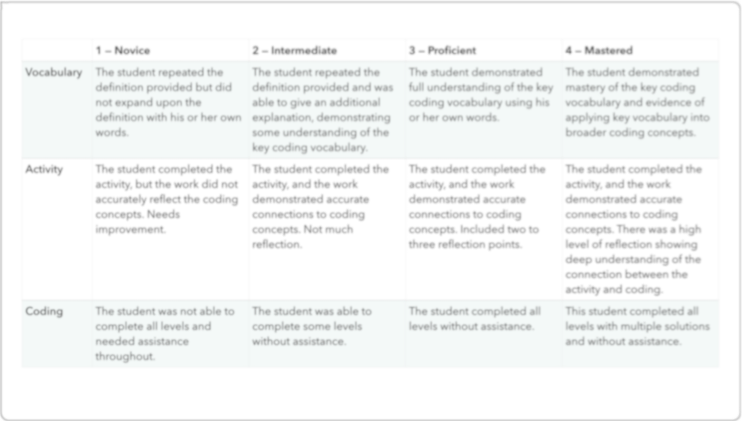 1 – Novice
2 – Intermediate
3 – Proficient
4 – Mastered
Vocabulary
The student repeated the
definition provided but did
not expand upon the
definition with his or her own
words.
The student repeated the
definition provided and was
able to give an additional
explanation, demonstrating
some understanding of the
key coding vocabulary.
The student demonstrated
full understanding of the key
coding vocabulary using his
or her own words.
The student demonstrated
mastery of the key coding
vocabulary and evidence of
applying key vocabulary into
broader coding concepts.
Activity
The student completed the
activity, but the work did not
accurately reflect the coding
concepts. Needs
improvement.
The student completed the
activity, and the work
demonstrated accurate
connections to coding
concepts. Not much
reflection.
The student completed the
activity, and the work
demonstrated accurate
connections to coding
concepts. Included two to
three reflection points.
The student completed the
activity, and the work
demonstrated accurate
connections to coding
concepts. There was a high
level of reflection showing
deep understanding of the
connection between the
activity and coding.
Coding
The student was not able to
complete all levels and
needed assistance
throughout.
The student was able to
complete some levels
without assistance.
The student completed all
levels without assistance.
This student completed all
levels with multiple solutions
and without assistance.